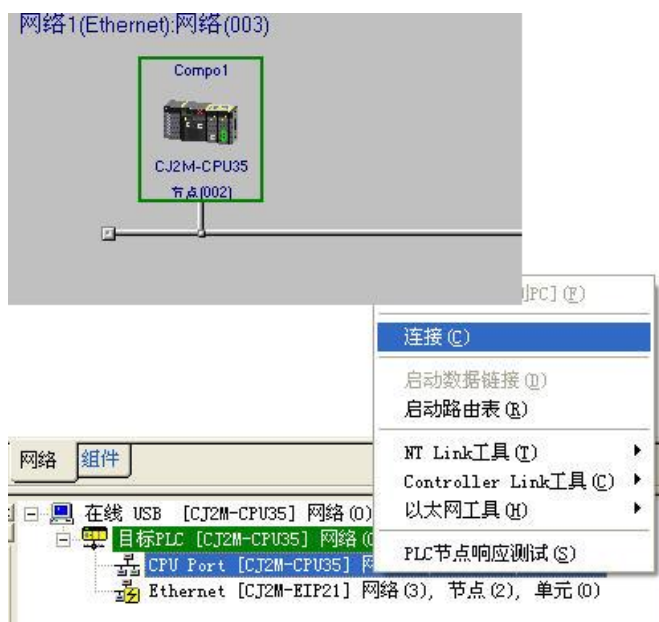 网络1(Ethernet):网络(003)
Compo1
CJ2M-CPU35
节点(002)
PC](F)
连接(C)
启动数据链接(D)
启动路由表(R)
NT Link工具(T)
Controller Link工具(C)
以太网工具(H)
PLC节点响应测试(S)
网络 组件
在线 USB [CJ2M-CPU35] 网络(0)
目标PLC [CJ2M-CPU35] 网络(
CPU Port [CJ2M-CPU35]
Ethernet [CJ2M-EIP21] 网络(3), 节点(2), 单元(0)